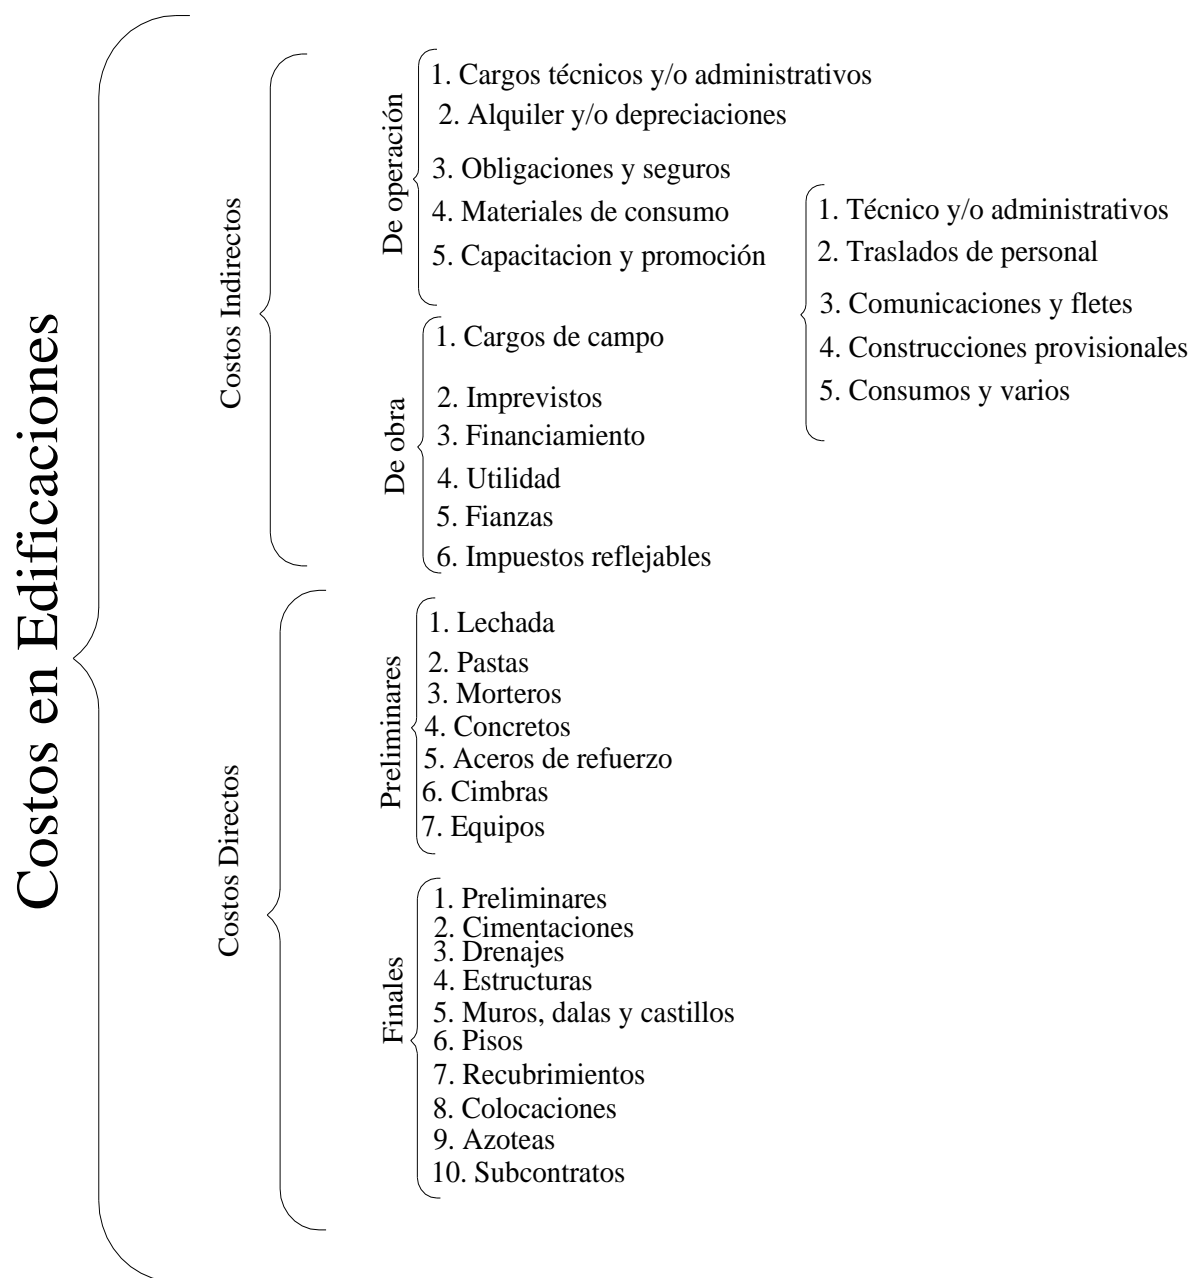 Costos en Edificaciones
Costos Indirectos
De operación
1. Cargos técnicos y/o administrativos
2. Alquiler y/o depreciaciones
3. Obligaciones y seguros
4. Materiales de consumo
5. Capacitacion y promoción
De obra
1. Cargos de campo
1. Técnico y/o administrativos
2. Traslados de personal
3. Comunicaciones y fletes
4. Construcciones provisionales
5. Consumos y varios
2. Imprevistos
3. Financiamiento
4. Utilidad
5. Fianzas
6. Impuestos reflejables
Costos Directos
Preliminares
1. Lechada
2. Pastas
3. Morteros
4. Concretos
5. Aceros de refuerzo
6. Cimbras
7. Equipos
Finales
1. Preliminares
2. Cimentaciones
3. Drenajes
4. Estructuras
5. Muros, dalas y castillos
6. Pisos
7. Recubrimientos
8. Colocaciones
9. Azoteas
10. Subcontratos